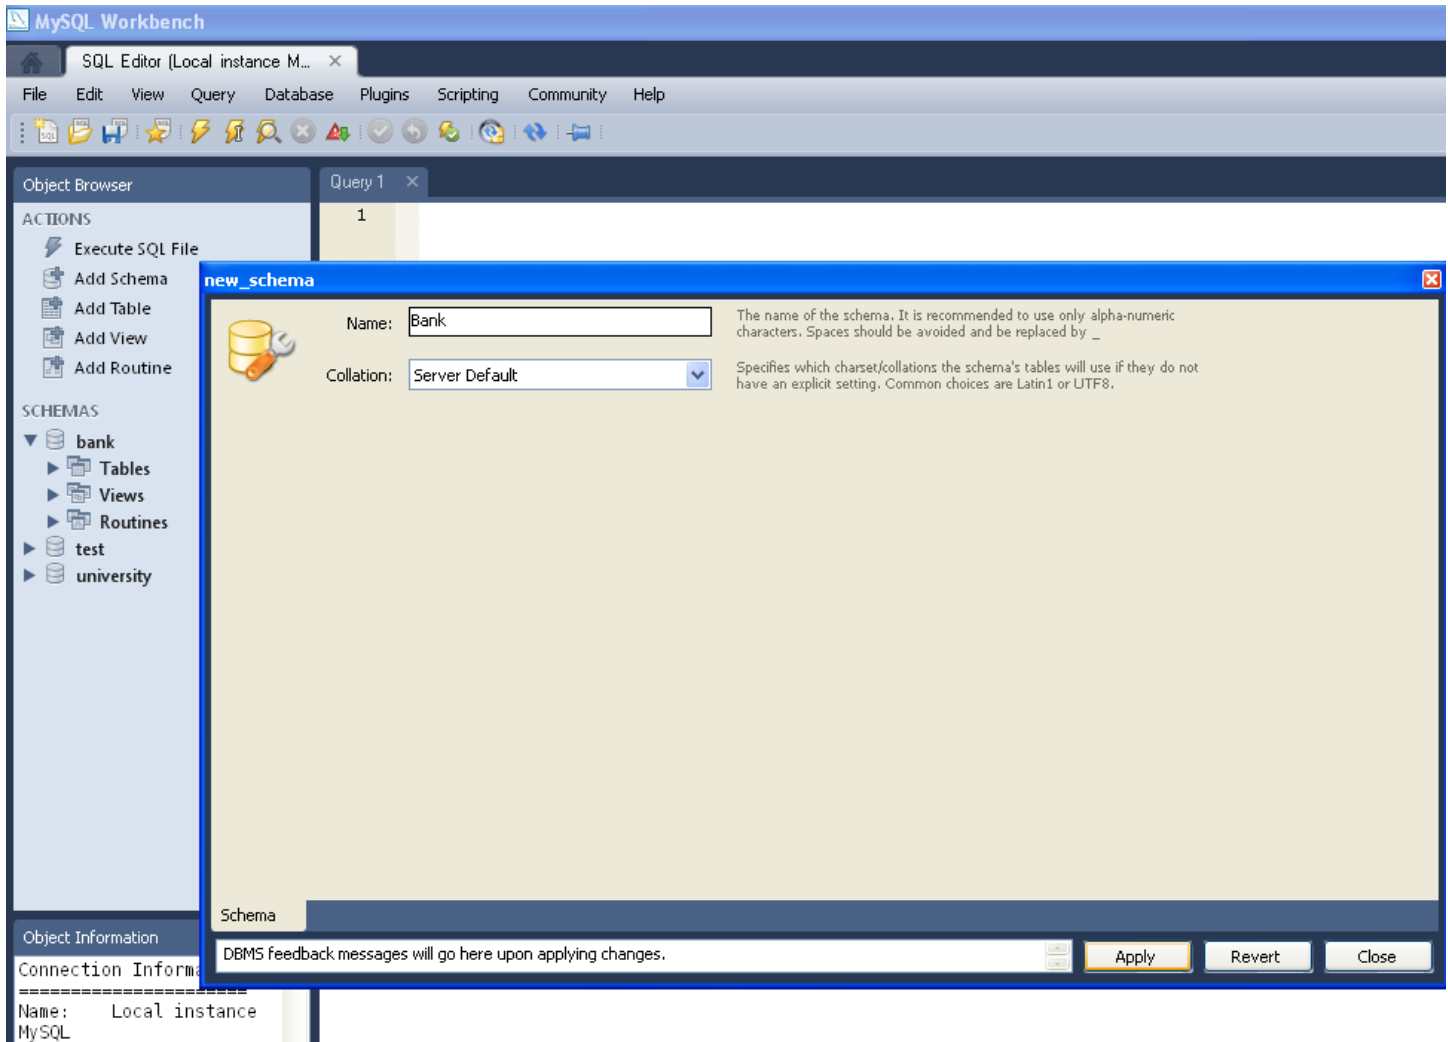 MySQL Workbench
SQL Editor (Local instance M...
File Edit View Query Database Plugins Scripting Community Help
Object Browser
Query 1
ACTIONS
1
Execute SQL File
Add Schema
Add Table
Add View
Add Routine
SCHEMAS
bank
Tables
Views
Routines
test
university
new_schema
Name: Bank
The name of the schema. It is recommended to use only alpha-numeric
characters. Spaces should be avoided and be replaced by _
Collation: Server Default
Specifies which charset/collations the schema's tables will use if they do not
have an explicit setting. Common choices are Latin1 or UTF8.
Schema
DBMS feedback messages will go here upon applying changes.
Apply Revert Close
Object Information
Connection Informa
======================
Name: Local instance
MySQL